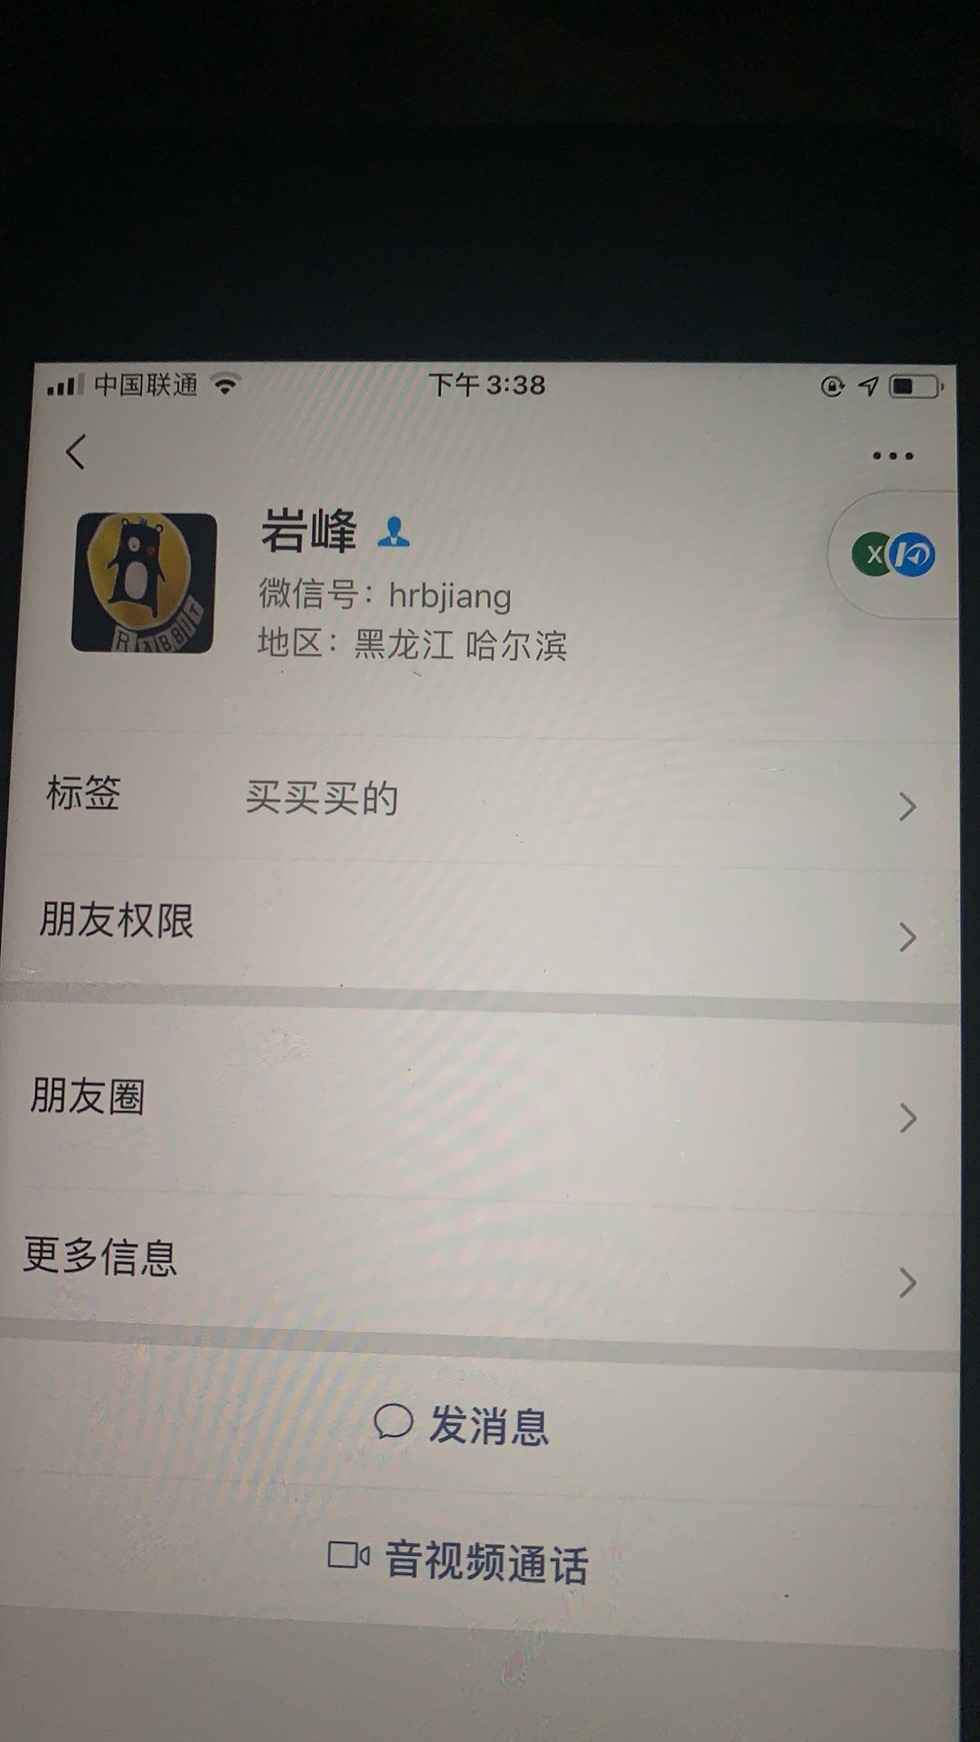 中国联通
下午3:38
岩峰
RABBIT
微信号：hrbjiang
地区：黑龙江 哈尔滨
X
标签 买买买的
朋友权限
朋友圈
更多信息
发消息
音视频通话